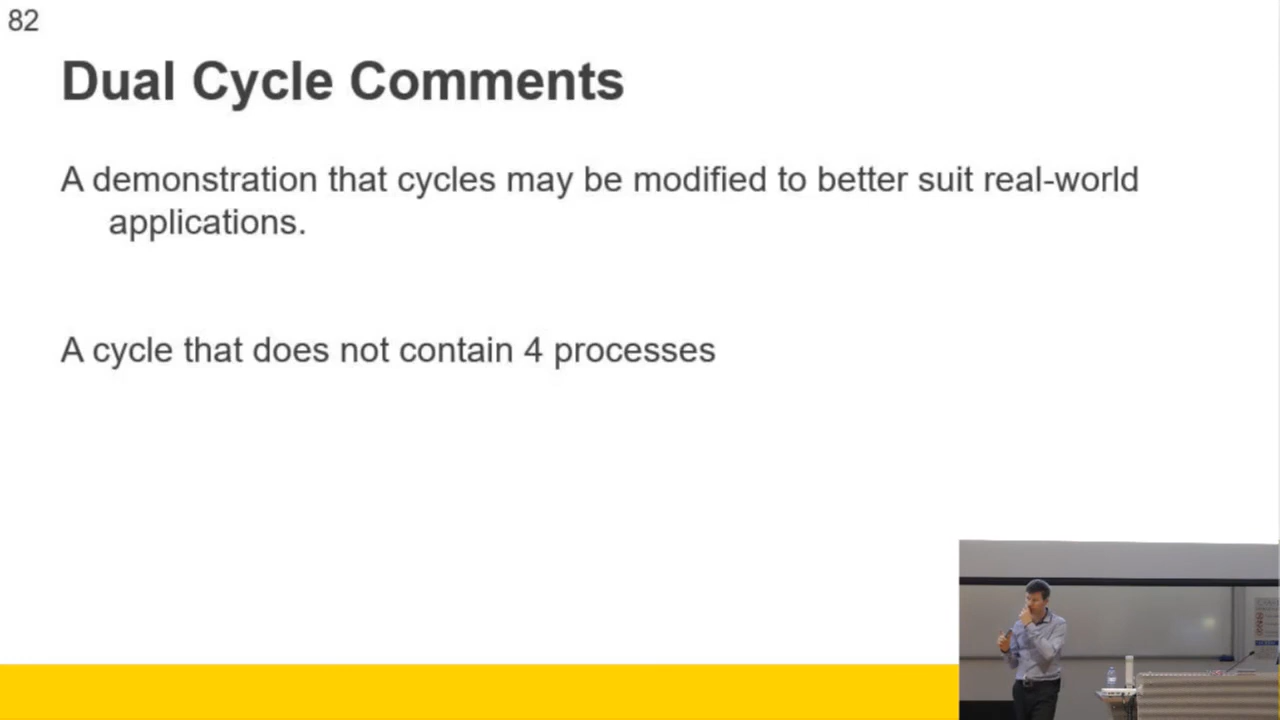 82
Dual Cycle Comments
A demonstration that cycles may be modified to better suit real-world
applications.
A cycle that does not contain 4 processes